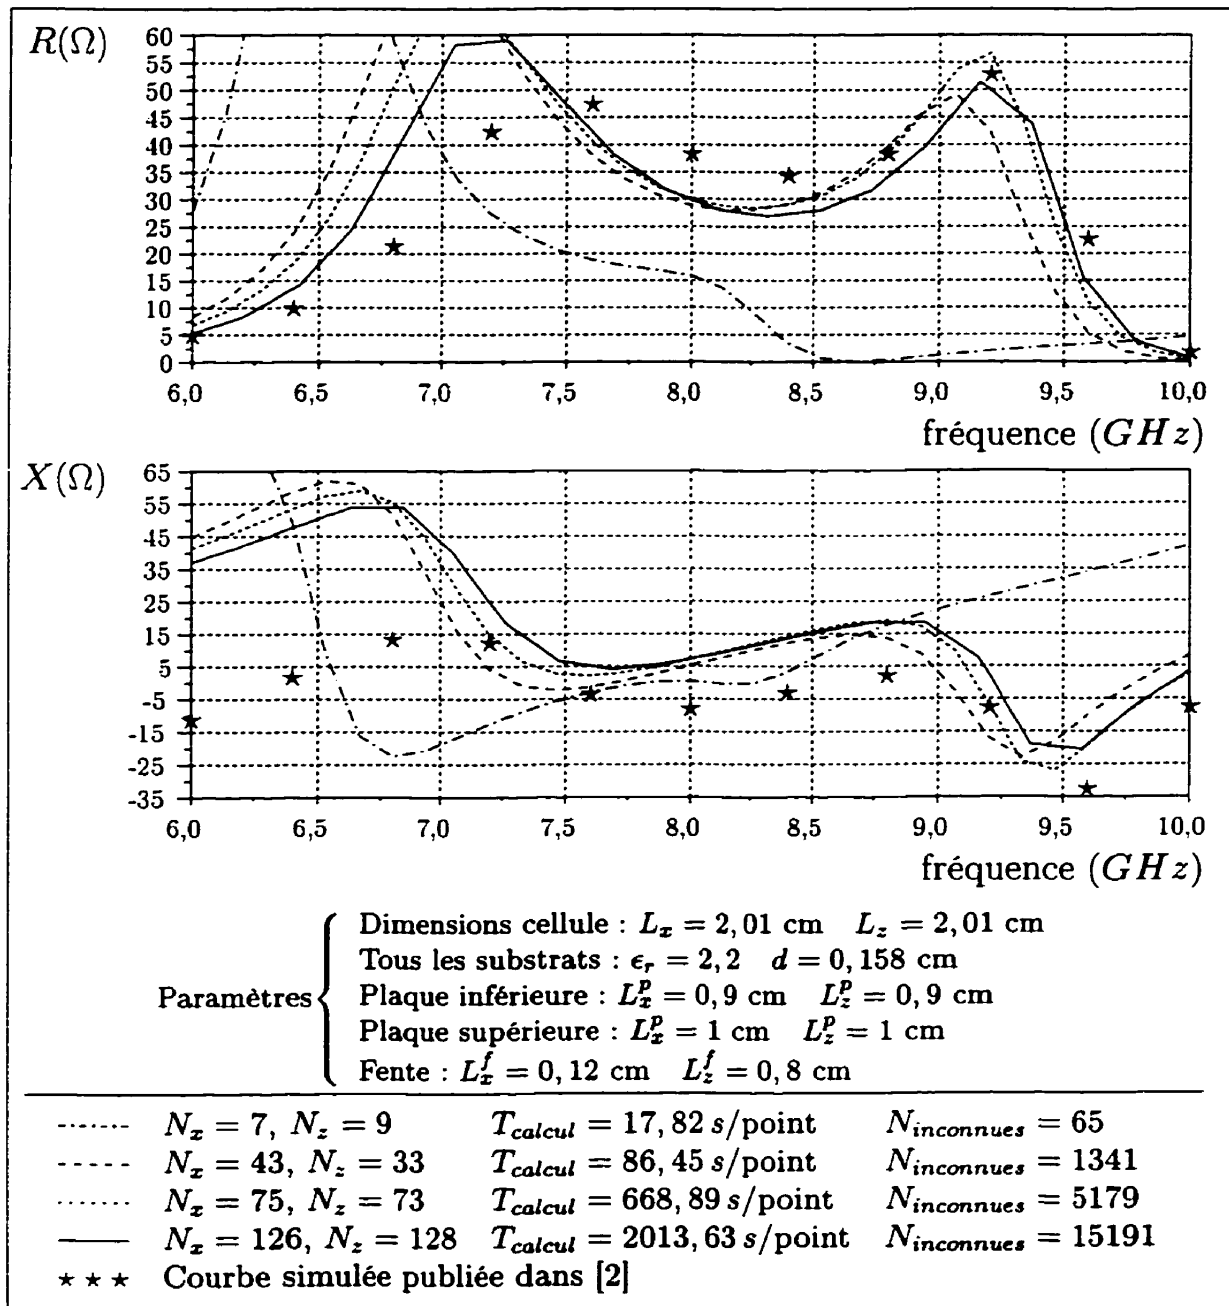 R(Ω)
60
55
50
45
40
35
30
25
20
15
10
5
0
6,0 6,5 7,0 7,5 8,0 8,5 9,0 9,5 10,0
fréquence (GHz)
X(Ω)
65
55
45
35
25
15
5
-5
-15
-25
-35
6,0 6,5 7,0 7,5 8,0 8,5 9,0 9,5 10,0
fréquence (GHz)
Paramètres
Dimensions cellule : L_x = 2,01 cm L_z = 2,01 cm
Tous les substrats : ϵ_r = 2,2 d = 0,158 cm
Plaque inférieure : L_x^p = 0,9 cm L_z^p = 0,9 cm
Plaque supérieure : L_x^p = 1 cm L_z^p = 1 cm
Fente : L_x^f = 0,12 cm L_z^f = 0,8 cm
N_x = 7, N_z = 9 T_calcul = 17,82 s/point N_inconnues = 65
N_x = 43, N_z = 33 T_calcul = 86,45 s/point N_inconnues = 1341
N_x = 75, N_z = 73 T_calcul = 668,89 s/point N_inconnues = 5179
N_x = 126, N_z = 128 T_calcul = 2013,63 s/point N_inconnues = 15191
★ ★ ★ Courbe simulée publiée dans [2]